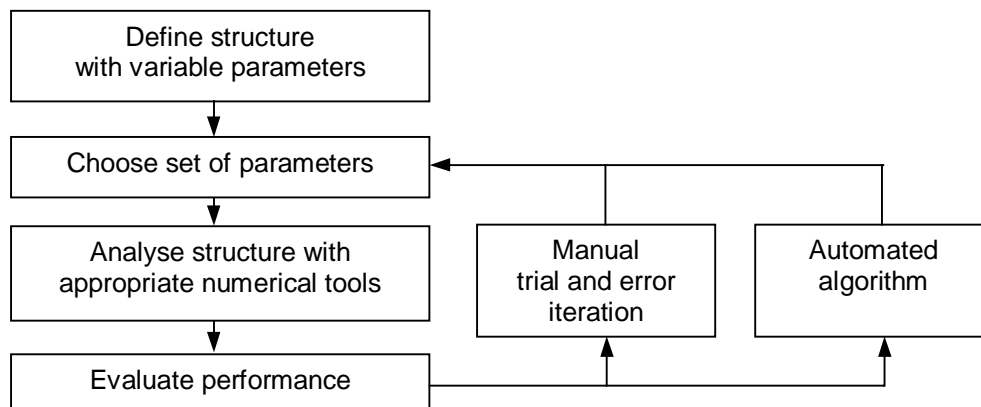 Define structure
with variable parameters
Choose set of parameters
Analyse structure with
appropriate numerical tools
Manual
trial and error
iteration
Automated
algorithm
Evaluate performance